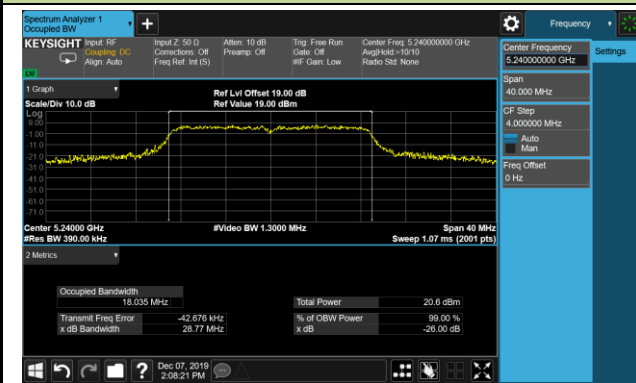 Spectrum Analyzer 1
Occupied BW
Frequency
KEYSIGHT
Input: RF
Coupling: DC
Align: Auto
Input Z: 50 Ω
Corrections: Off
Freq Ref: Int (S)
Atten: 10 dB
Preamp: Off
Trig: Free Run
Gate: Off
#IF Gain: Low
Center Freq: 5.240000000 GHz
Avg|Hold:>10/10
Radio Std: None
Center Frequency
5.240000000 GHz
Settings
Span
40.000 MHz
CF Step
4.000000 MHz
Auto
Man
Freq Offset
0 Hz
1 Graph
Scale/Div 10.0 dB
Ref Lvl Offset 19.00 dB
Ref Value 19.00 dBm
Log
9.00
-1.00
-11.0
-21.0
-31.0
-41.0
-51.0
-61.0
-71.0
Center 5.24000 GHz
#Res BW 390.00 kHz
#Video BW 1.3000 MHz
Span 40 MHz
Sweep 1.07 ms (2001 pts)
2 Metrics
Occupied Bandwidth
18.035 MHz
Total Power 20.6 dBm
Transmit Freq Error -42.676 kHz
% of OBW Power 99.00 %
x dB Bandwidth 28.77 MHz
x dB -26.00 dB
?
Dec 07, 2019
2:08:21 PM